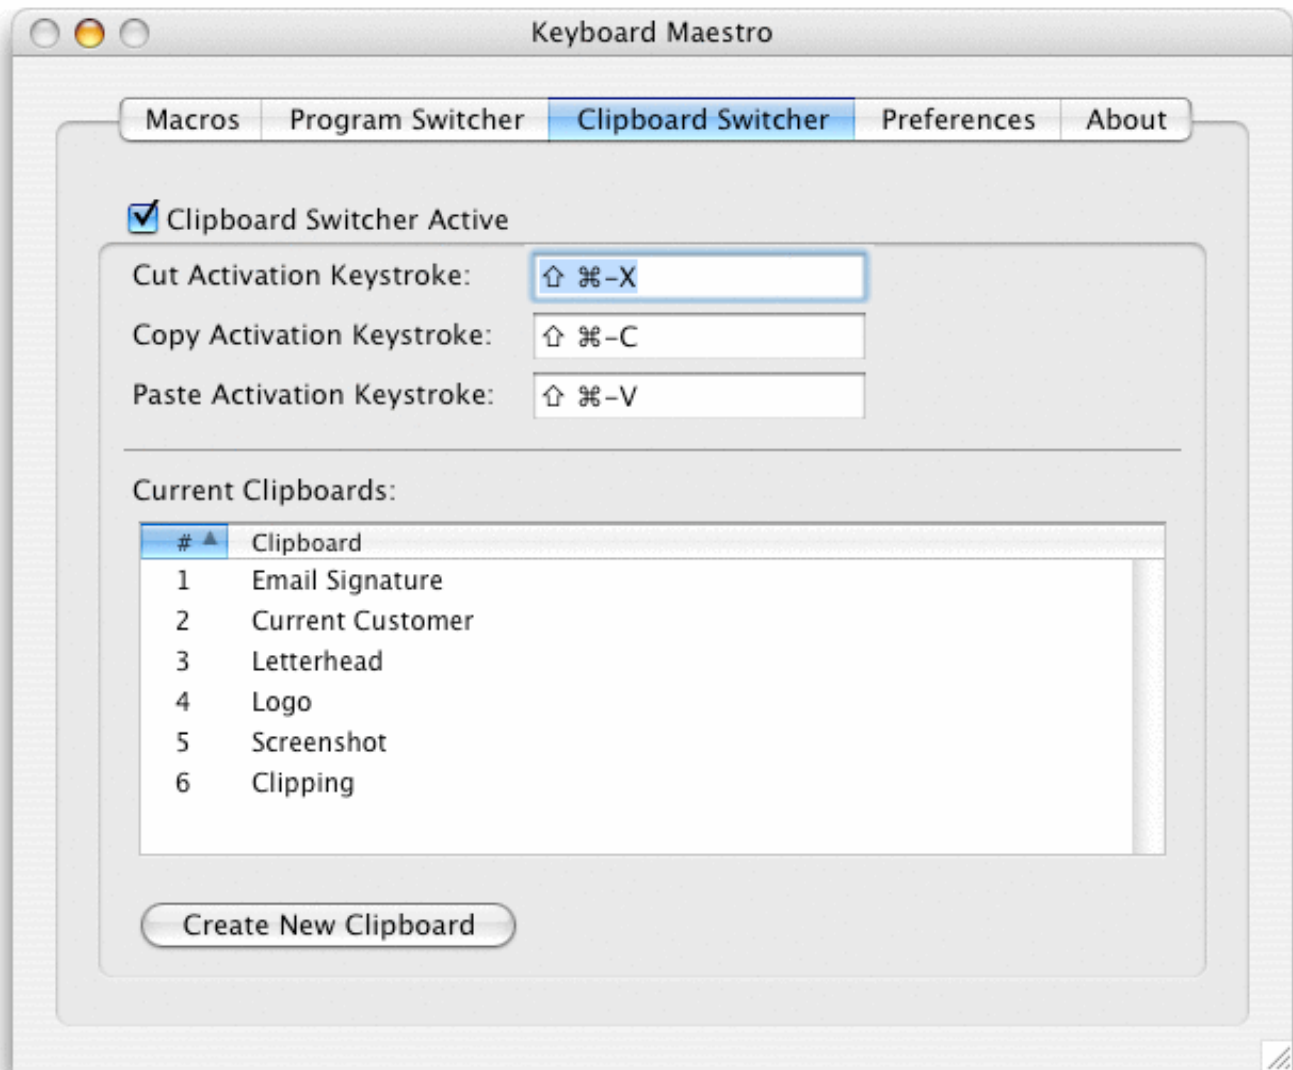 Keyboard Maestro
Macros Program Switcher Clipboard Switcher Preferences About
Clipboard Switcher Active
Cut Activation Keystroke: ⇧ ⌘-X
Copy Activation Keystroke: ⇧ ⌘-C
Paste Activation Keystroke: ⇧ ⌘-V
Current Clipboards:
# Clipboard
1 Email Signature
2 Current Customer
3 Letterhead
4 Logo
5 Screenshot
6 Clipping
Create New Clipboard